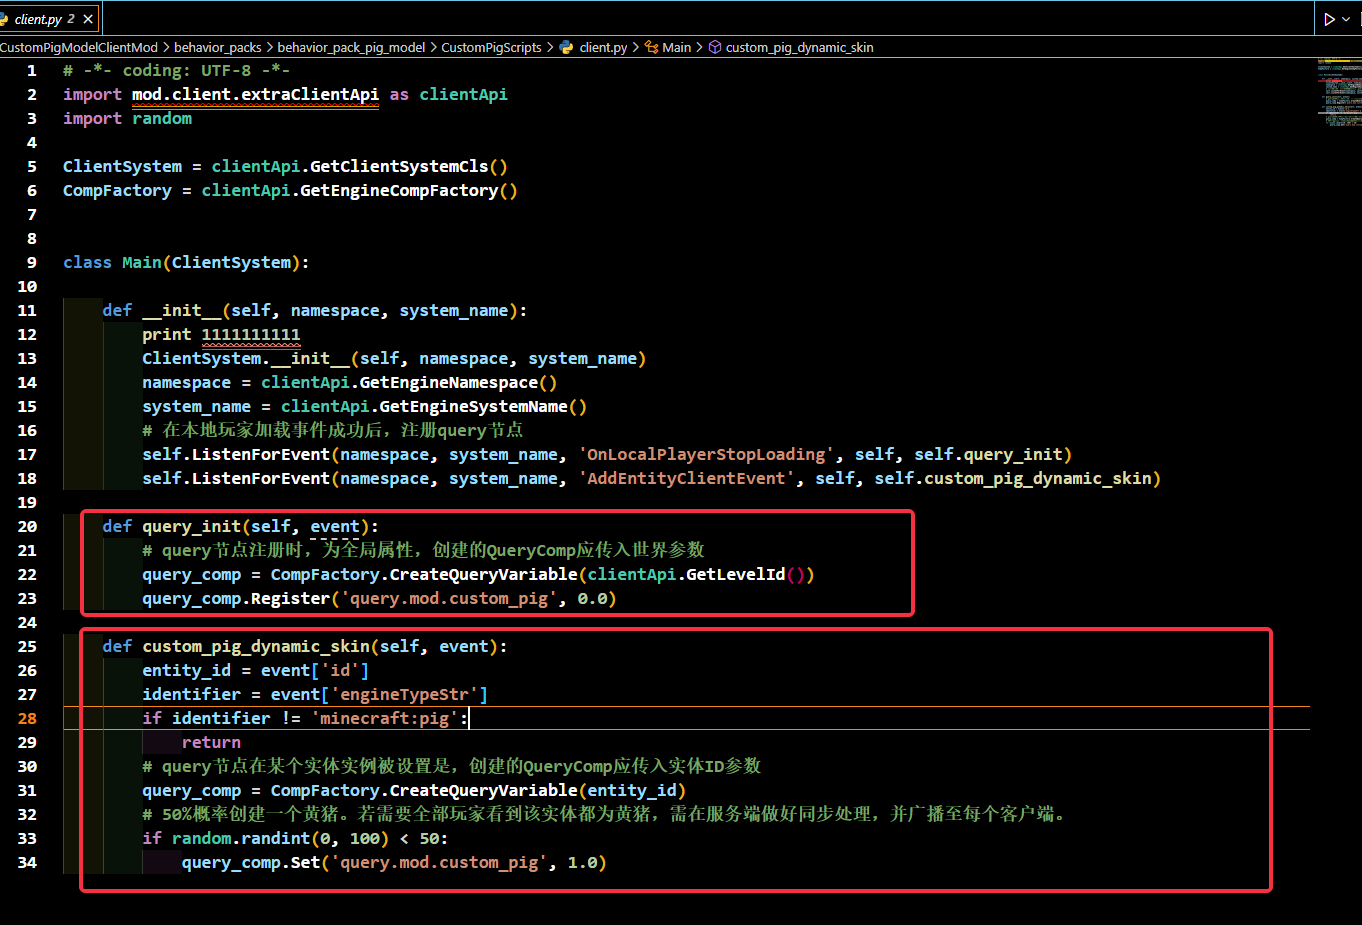 client.py 2 ×
CustomPigModelClientMod > behavior_packs > behavior_pack_pig_model > CustomPigScripts > client.py > Main > custom_pig_dynamic_skin
1 # -*- coding: UTF-8 -*-
2 import mod.client.extraClientApi as clientApi
3 import random
4
5 ClientSystem = clientApi.GetClientSystemCls()
6 CompFactory = clientApi.GetEngineCompFactory()
7
8
9 class Main(ClientSystem):
10
11 def __init__(self, namespace, system_name):
12 print 1111111111
13 ClientSystem.__init__(self, namespace, system_name)
14 namespace = clientApi.GetEngineNamespace()
15 system_name = clientApi.GetEngineSystemName()
16 # 在本地玩家加载事件成功后，注册query节点
17 self.ListenForEvent(namespace, system_name, 'OnLocalPlayerStopLoading', self, self.query_init)
18 self.ListenForEvent(namespace, system_name, 'AddEntityClientEvent', self, self.custom_pig_dynamic_skin)
19
20 def query_init(self, event):
21 # query节点注册时，为全局属性，创建的QueryComp应传入世界参数
22 query_comp = CompFactory.CreateQueryVariable(clientApi.GetLevelId())
23 query_comp.Register('query.mod.custom_pig', 0.0)
24
25 def custom_pig_dynamic_skin(self, event):
26 entity_id = event['id']
27 identifier = event['engineTypeStr']
28 if identifier != 'minecraft:pig':
29 return
30 # query节点在某个实体实例被设置是，创建的QueryComp应传入实体ID参数
31 query_comp = CompFactory.CreateQueryVariable(entity_id)
32 # 50%概率创建一个黄猪。若需要全部玩家看到该实体都为黄猪，需在服务端做好同步处理，并广播至每个客户端。
33 if random.randint(0, 100) < 50:
34 query_comp.Set('query.mod.custom_pig', 1.0)